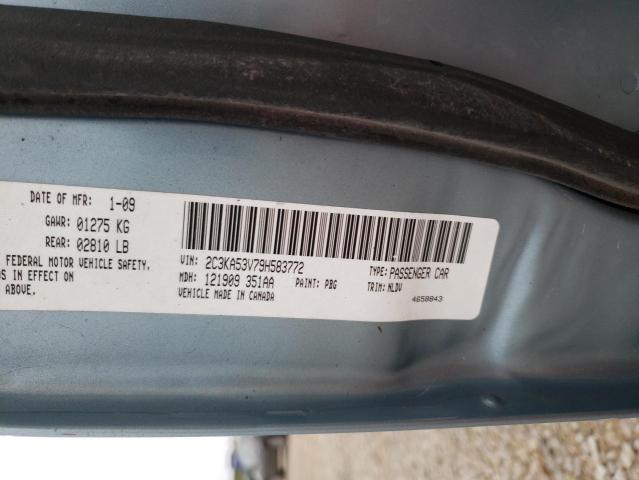 DATE OF MFR: 1-09
GAWR: 01275 KG
REAR: 02810 LB
FEDERAL MOTOR VEHICLE SAFETY,
S IN EFFECT ON
ABOVE.
VIN: 2C3KA53V79H583772
TYPE: PASSENGER CAR
MDH: 121909 351AA PAINT: PBG TRIM: NLDV
VEHICLE MADE IN CANADA
4658843